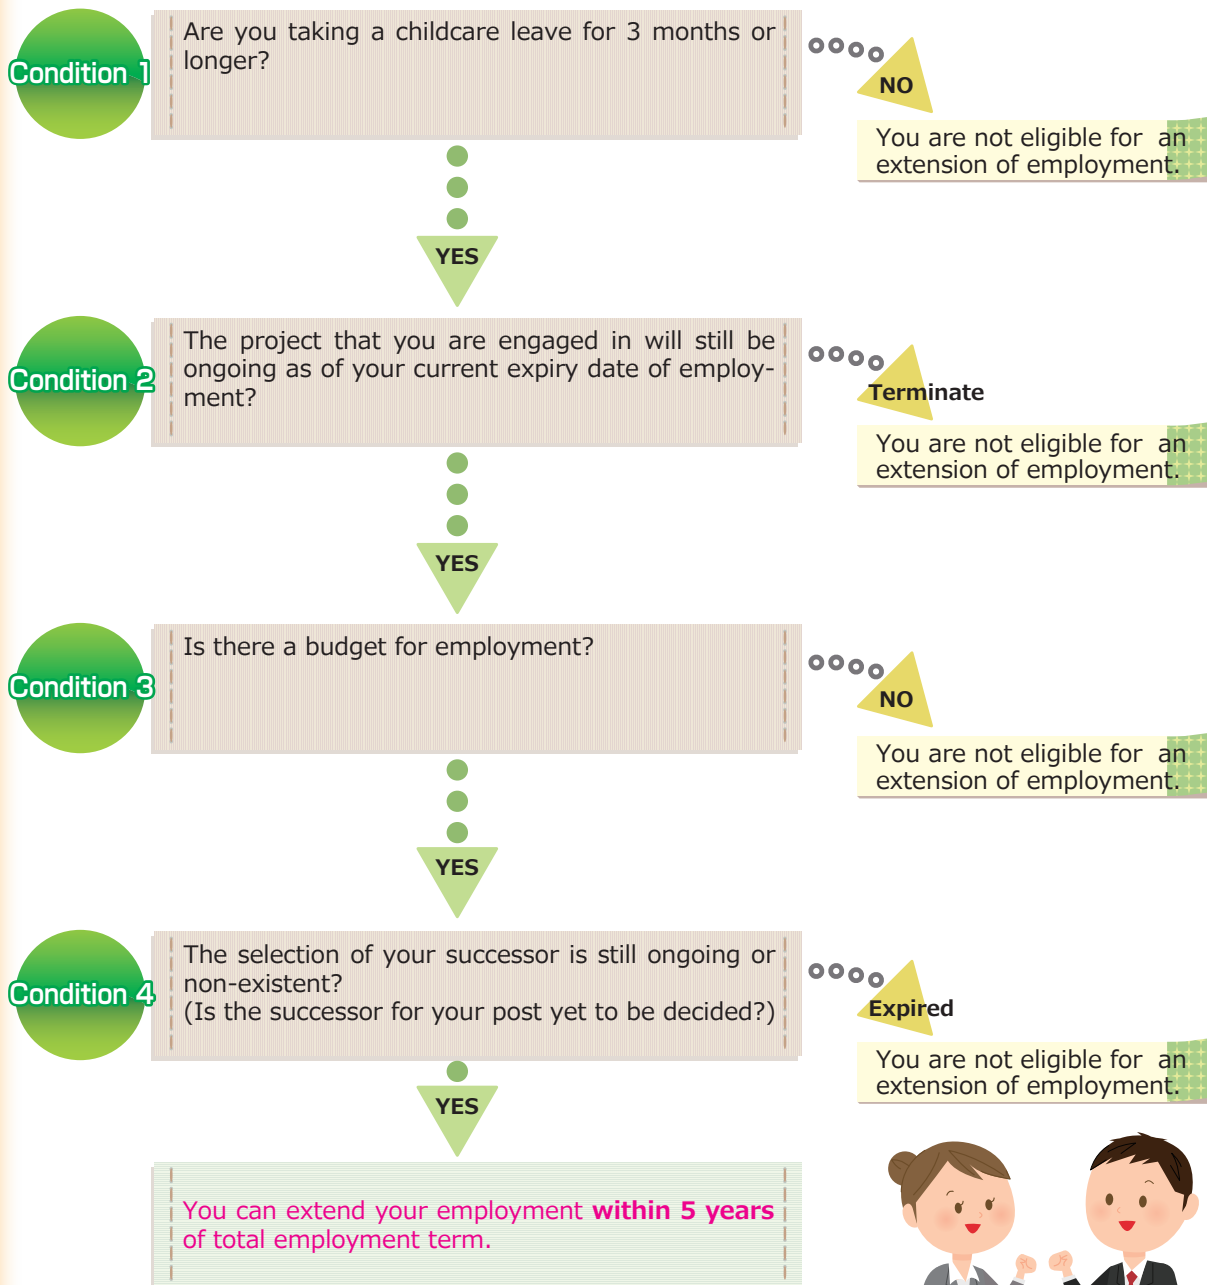 Condition 1
Are you taking a childcare leave for 3 months or
longer?
NO
You are not eligible for an
extension of employment.
YES
Condition 2
The project that you are engaged in will still be
ongoing as of your current expiry date of employ-
ment?
Terminate
You are not eligible for an
extension of employment.
YES
Condition 3
Is there a budget for employment?
NO
You are not eligible for an
extension of employment.
YES
Condition 4
The selection of your successor is still ongoing or
non-existent?
(Is the successor for your post yet to be decided?)
Expired
You are not eligible for an
extension of employment.
YES
You can extend your employment within 5 years
of total employment term.